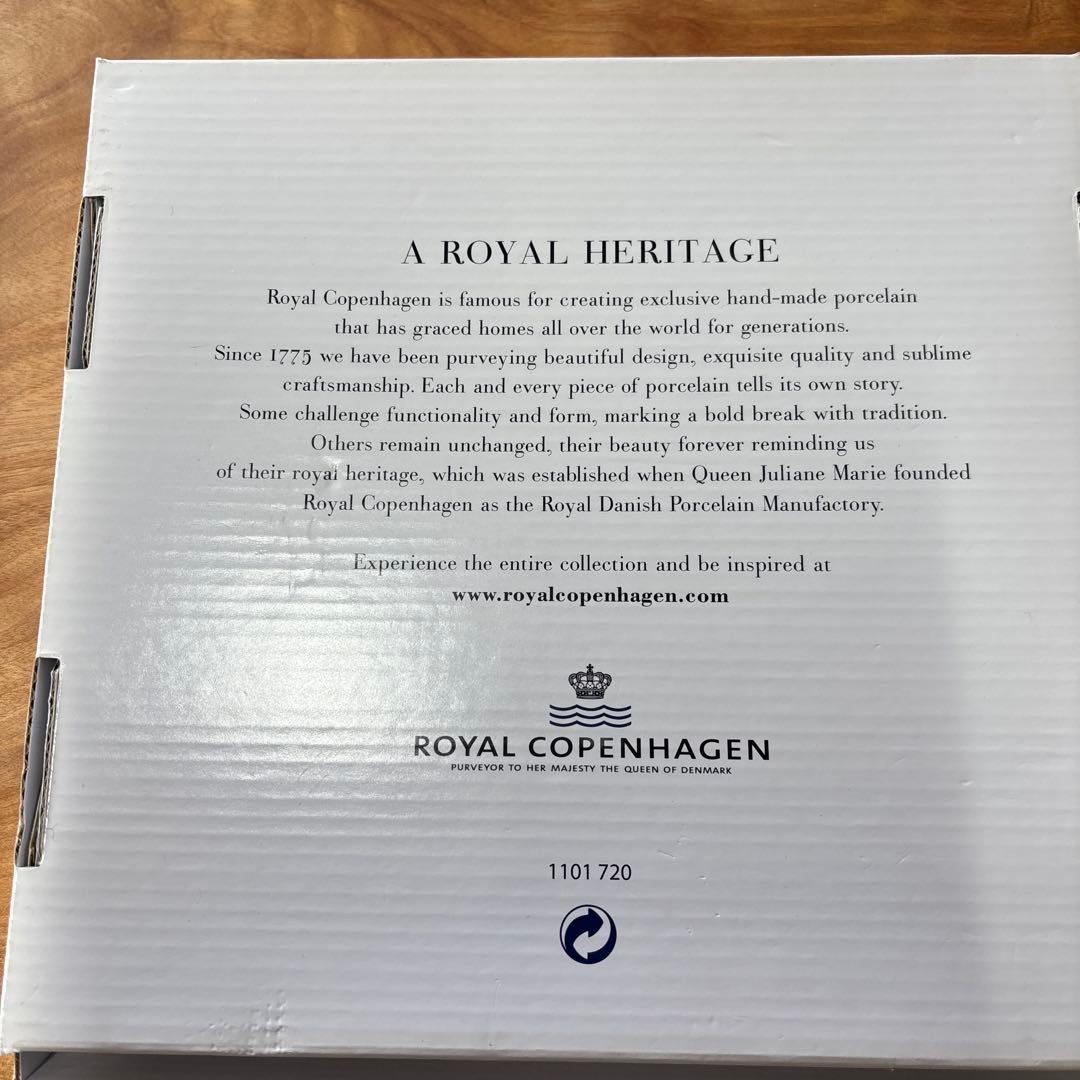 A ROYAL HERITAGE
Royal Copenhagen is famous for creating exclusive hand-made porcelain
that has graced homes all over the world for generations.
Since 1775 we have been purveying beautiful design, exquisite quality and sublime
craftsmanship. Each and every piece of porcelain tells its own story.
Some challenge functionality and form, marking a bold break with tradition.
Others remain unchanged, their beauty forever reminding us
of their royal heritage, which was established when Queen Juliane Marie founded
Royal Copenhagen as the Royal Danish Porcelain Manufactory.
Experience the entire collection and be inspired at
www.royalcopenhagen.com
ROYAL COPENHAGEN
PURVEYOR TO HER MAJESTY THE QUEEN OF DENMARK
1101 720